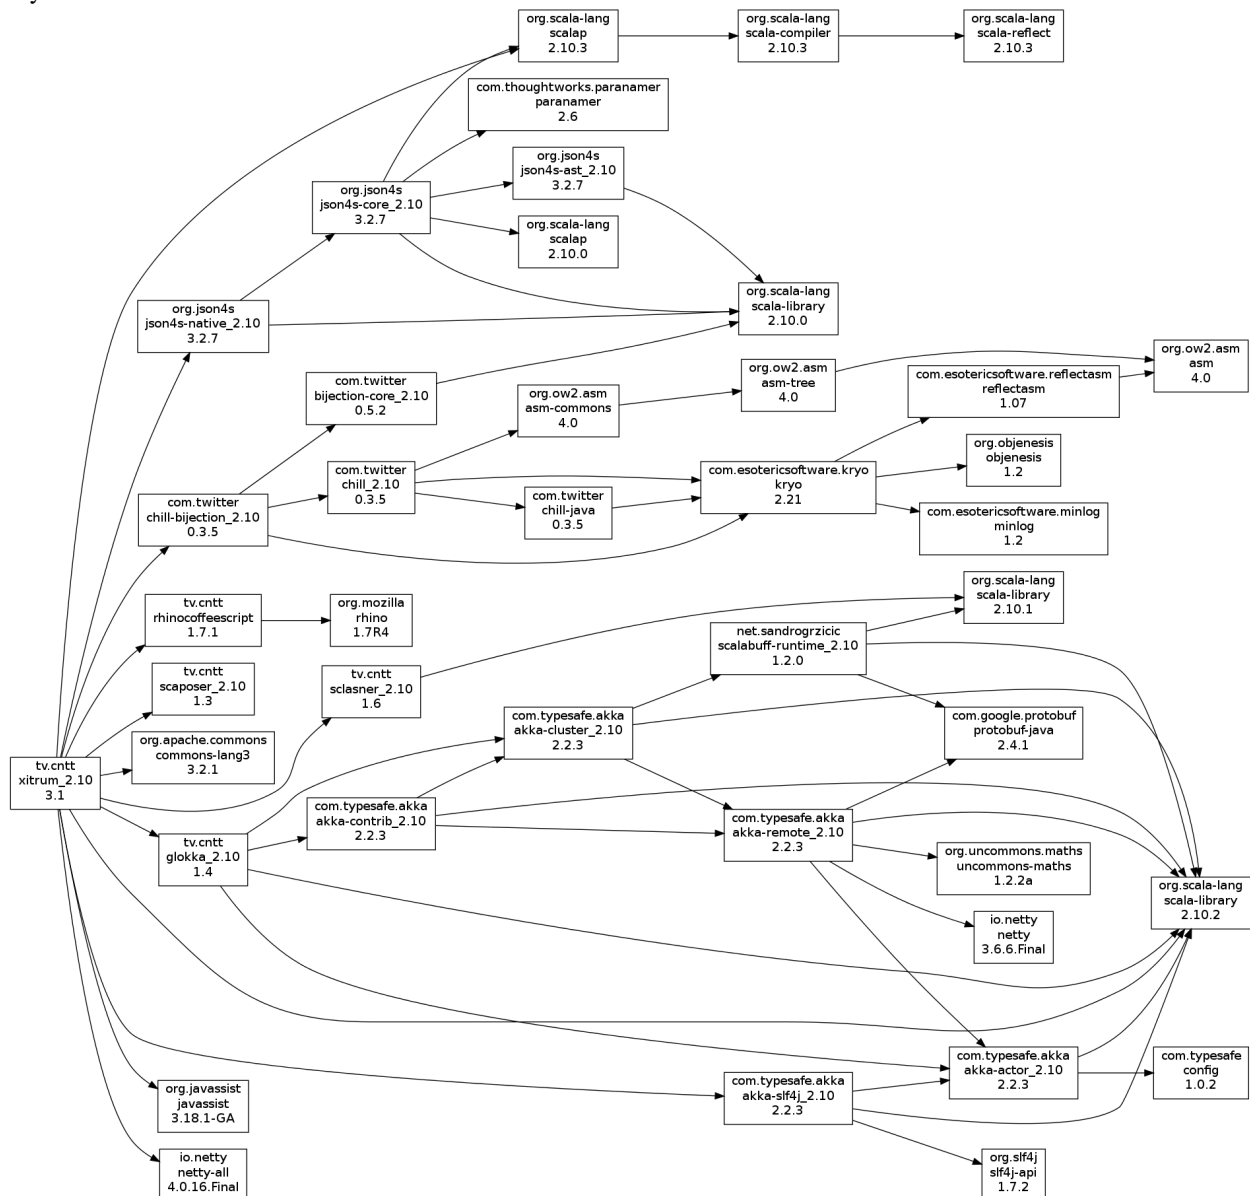 y
org.scala-lang
scalap
2.10.3
org.scala-lang
scala-compiler
2.10.3
org.scala-lang
scala-reflect
2.10.3
com.thoughtworks.paranamer
paranamer
2.6
org.json4s
json4s-ast_2.10
3.2.7
org.json4s
json4s-core_2.10
3.2.7
org.scala-lang
scalap
2.10.0
org.scala-lang
scala-library
2.10.0
org.json4s
json4s-native_2.10
3.2.7
org.ow2.asm
asm
4.0
org.ow2.asm
asm-tree
4.0
com.esotericsoftware.reflectasm
reflectasm
1.07
com.twitter
bijection-core_2.10
0.5.2
org.ow2.asm
asm-commons
4.0
org.objenesis
objenesis
1.2
com.twitter
chill_2.10
0.3.5
com.esotericsoftware.kryo
kryo
2.21
com.twitter
chill-java
0.3.5
com.twitter
chill-bijection_2.10
0.3.5
com.esotericsoftware.minlog
minlog
1.2
org.scala-lang
scala-library
2.10.1
tv.cntt
rhinocoffeescript
1.7.1
org.mozilla
rhino
1.7R4
net.sandrogrzicic
scalabuff-runtime_2.10
1.2.0
tv.cntt
scaposer_2.10
1.3
tv.cntt
sclasner_2.10
1.6
com.typesafe.akka
akka-cluster_2.10
2.2.3
com.google.protobuf
protobuf-java
2.4.1
org.apache.commons
commons-lang3
3.2.1
tv.cntt
xitrum_2.10
3.1
com.typesafe.akka
akka-contrib_2.10
2.2.3
com.typesafe.akka
akka-remote_2.10
2.2.3
tv.cntt
glokka_2.10
1.4
org.uncommons.maths
uncommons-maths
1.2.2a
org.scala-lang
scala-library
2.10.2
io.netty
netty
3.6.6.Final
com.typesafe.akka
akka-actor_2.10
2.2.3
com.typesafe
config
1.0.2
com.typesafe.akka
akka-slf4j_2.10
2.2.3
org.javassist
javassist
3.18.1-GA
io.netty
netty-all
4.0.16.Final
org.slf4j
slf4j-api
1.7.2